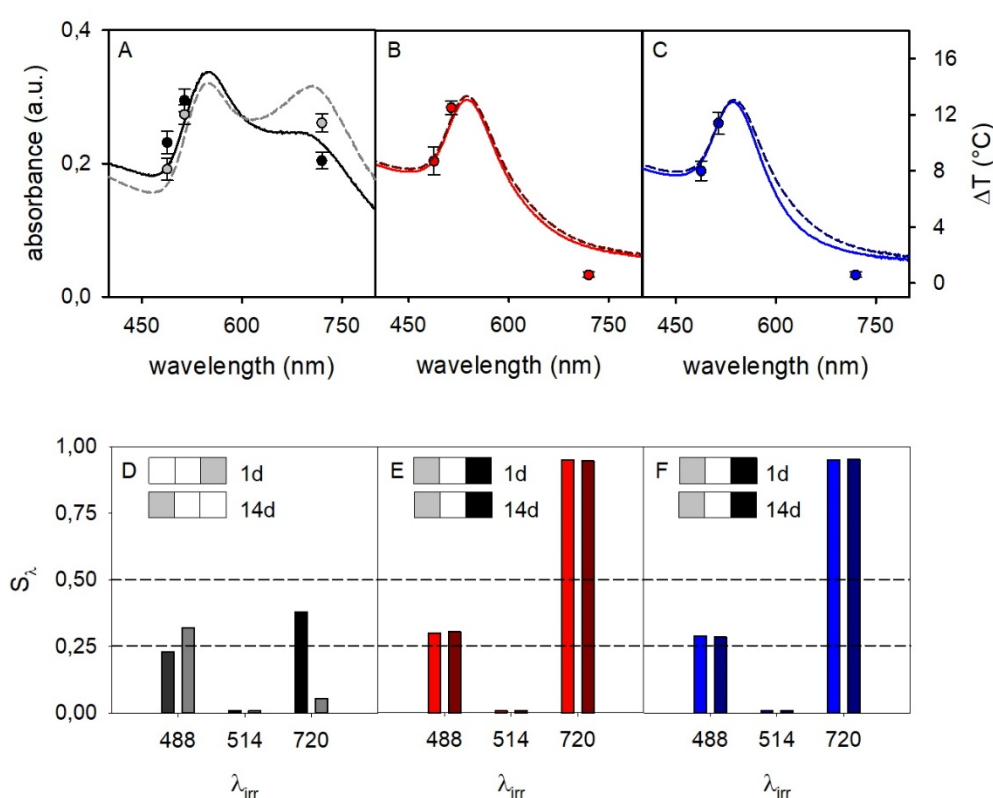 0,4
0,2
0,0
absorbance (a.u.)
A
B
C
16
12
8
4
0
ΔT (°C)
450 600 750
450 600 750
450 600 750
wavelength (nm)
wavelength (nm)
wavelength (nm)
1,00
0,75
0,50
0,25
0,00
Sλ
D
1d
14d
E
1d
14d
F
1d
14d
488 514 720
488 514 720
488 514 720
λirr
λirr
λirr